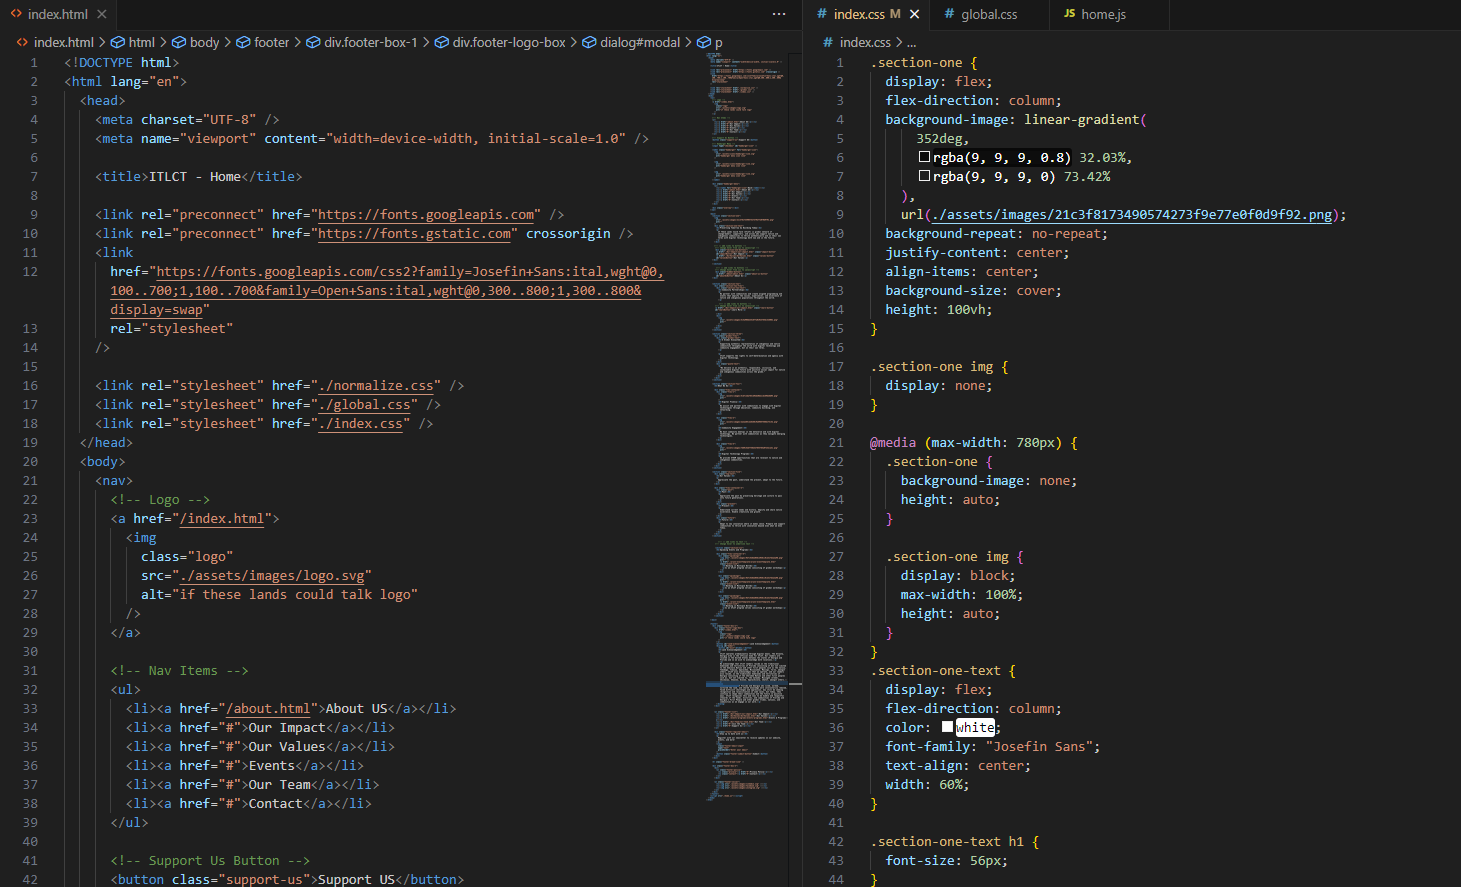 index.html
index.html > html > body > footer > div.footer-box-1 > div.footer-logo-box > dialog#modal > p
1 <!DOCTYPE html>
2 <html lang="en">
3 <head>
4 <meta charset="UTF-8" />
5 <meta name="viewport" content="width=device-width, initial-scale=1.0" />
6
7 <title>ITLCT - Home</title>
8
9 <link rel="preconnect" href="https://fonts.googleapis.com" />
10 <link rel="preconnect" href="https://fonts.gstatic.com" crossorigin />
11 <link
12 href="https://fonts.googleapis.com/css2?family=Josefin+Sans:ital,wght@0,
100..700;1,100..700&family=Open+Sans:ital,wght@0,300..800;1,300..800&
display=swap"
13 rel="stylesheet"
14 />
15
16 <link rel="stylesheet" href="./normalize.css" />
17 <link rel="stylesheet" href="./global.css" />
18 <link rel="stylesheet" href="./index.css" />
19 </head>
20 <body>
21 <nav>
22 <!-- Logo -->
23 <a href="/index.html">
24 <img
25 class="logo"
26 src="./assets/images/logo.svg"
27 alt="if these lands could talk logo"
28 />
29 </a>
30
31 <!-- Nav Items -->
32 <ul>
33 <li><a href="/about.html">About US</a></li>
34 <li><a href="#">Our Impact</a></li>
35 <li><a href="#">Our Values</a></li>
36 <li><a href="#">Events</a></li>
37 <li><a href="#">Our Team</a></li>
38 <li><a href="#">Contact</a></li>
39 </ul>
40
41 <!-- Support Us Button -->
42 <button class="support-us">Support US</button>
# index.css M # global.css JS home.js
# index.css > ...
1 .section-one {
2 display: flex;
3 flex-direction: column;
4 background-image: linear-gradient(
5 352deg,
6 rgba(9, 9, 9, 0.8) 32.03%,
7 rgba(9, 9, 9, 0) 73.42%
8 ),
9 url(./assets/images/21c3f8173490574273f9e77e0f0d9f92.png);
10 background-repeat: no-repeat;
11 justify-content: center;
12 align-items: center;
13 background-size: cover;
14 height: 100vh;
15 }
16
17 .section-one img {
18 display: none;
19 }
20
21 @media (max-width: 780px) {
22 .section-one {
23 background-image: none;
24 height: auto;
25 }
26
27 .section-one img {
28 display: block;
29 max-width: 100%;
30 height: auto;
31 }
32 }
33 .section-one-text {
34 display: flex;
35 flex-direction: column;
36 color: white;
37 font-family: "Josefin Sans";
38 text-align: center;
39 width: 60%;
40 }
41
42 .section-one-text h1 {
43 font-size: 56px;
44 }